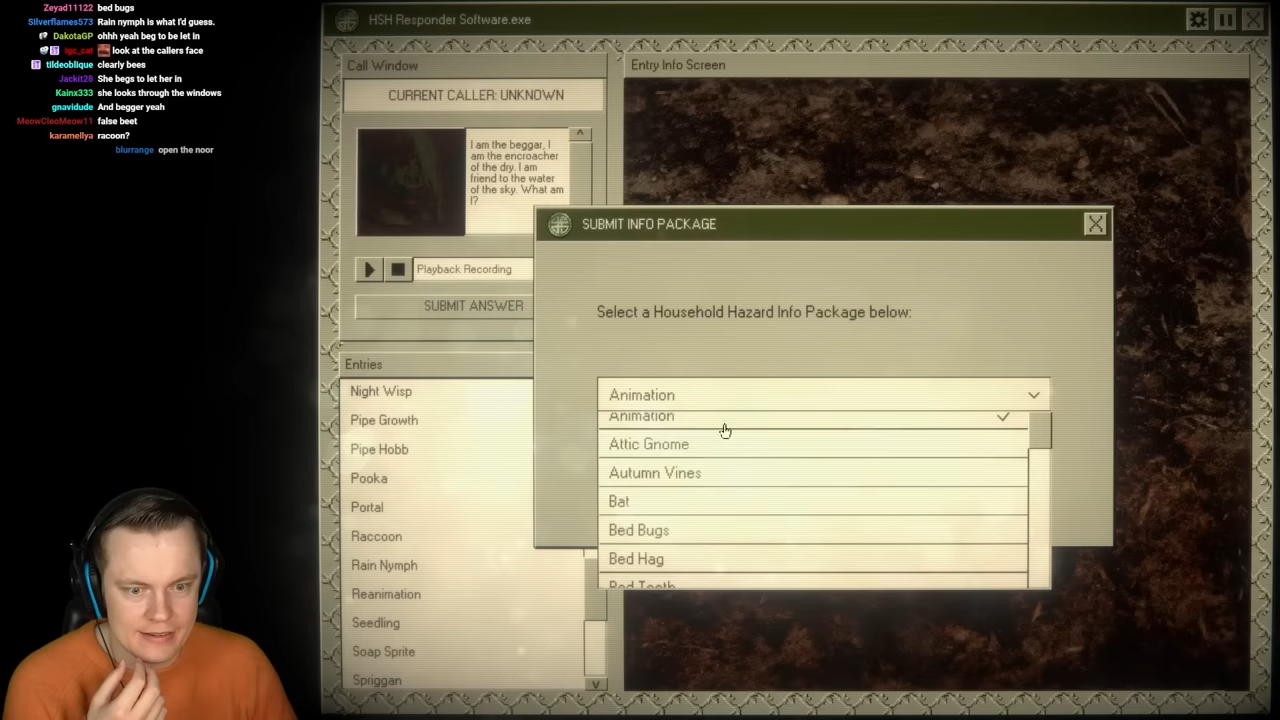 Zeyad11122 bed bugs
Silverflames573 Rain nymph is what I'd guess.
DakotaGP ohhh yeah beg to be let in
igc_cat look at the callers face
tildeoblique clearly bees
Jackit28 She begs to let her in
Kainx333 she looks through the windows
gnavidude And begger yeah
MeowCleoMeow11 false beet
karamellya racoon?
blurrange open the noor
HSH Responder Software.exe
Call Window
CURRENT CALLER: UNKNOWN
I am the beggar, I
am the encroacher
of the dry. I am
friend to the water
of the sky. What am
I?
Playback Recording
SUBMIT ANSWER
Entries
Night Wisp
Pipe Growth
Pipe Hobb
Pooka
Portal
Raccoon
Rain Nymph
Reanimation
Seedling
Soap Sprite
Spriggan
Entry Info Screen
SUBMIT INFO PACKAGE
Select a Household Hazard Info Package below:
Animation
Animation
Attic Gnome
Autumn Vines
Bat
Bed Bugs
Bed Hag
Bed Teeth